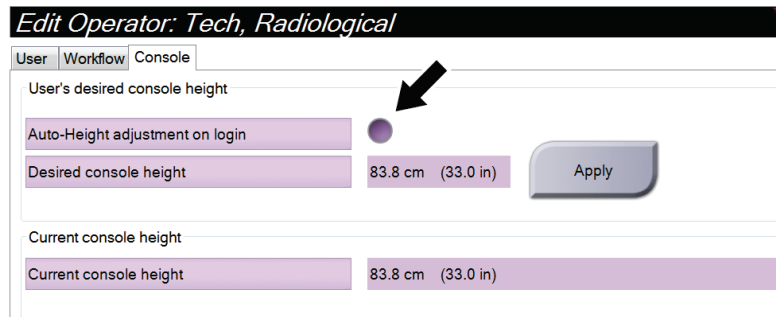 Edit Operator: Tech, Radiological
User Workflow Console
User's desired console height
Auto-Height adjustment on login
Desired console height 83.8 cm (33.0 in) Apply
Current console height
Current console height 83.8 cm (33.0 in)